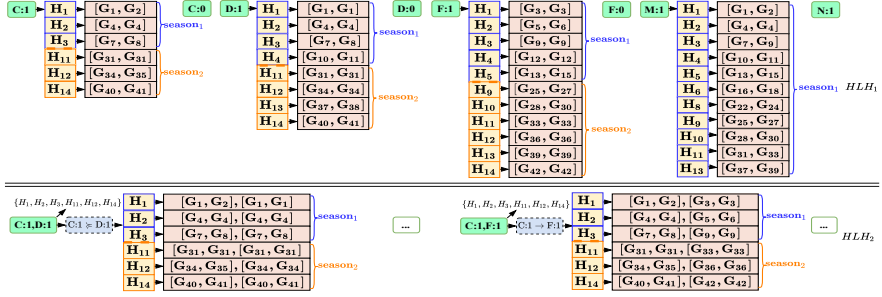 C:1 H1 [G1, G2] C:0 D:1 H1 [G1, G1] D:0 F:1 H1 [G3, G3] F:0 M:1 H1 [G1, G2] N:1
H2 [G4, G4] H2 [G4, G4] H2 [G5, G6] H2 [G4, G4]
H3 [G7, G8] season1 H3 [G7, G8] season1 H3 [G9, G9] season1 H3 [G7, G9]
H11 [G31, G31] H4 [G10, G11] H4 [G12, G12] H4 [G10, G11]
H12 [G34, G35] season2 H11 [G31, G31] H5 [G13, G15] H5 [G13, G15]
H14 [G40, G41] H12 [G34, G34] H9 [G25, G27] H6 [G16, G18] season1 HLH1
H13 [G37, G38] season2 H10 [G28, G30] H8 [G22, G24]
H14 [G40, G41] H11 [G31, G33] season2 H9 [G25, G27]
H12 [G36, G36] H10 [G28, G30]
H13 [G39, G39] H11 [G31, G33]
H14 [G42, G42] H13 [G37, G39]
{H1, H2, H3, H11, H12, H14} H1 [G1, G2], [G1, G1] {H1, H2, H3, H11, H12, H14} H1 [G1, G2], [G3, G3]
C:1,D:1 C:1 ≽ D:1 H2 [G4, G4], [G4, G4] season1 ... C:1,F:1 C:1 → F:1 H2 [G4, G4], [G5, G6] season1 ...
H3 [G7, G8], [G7, G8] H3 [G7, G8], [G9, G9] HLH2
H11 [G31, G31], [G31, G31] H11 [G31, G31], [G31, G33]
H12 [G34, G35], [G34, G34] season2 H12 [G34, G35], [G36, G36] season2
H14 [G40, G41], [G40, G41] H14 [G40, G41], [G42, G42]